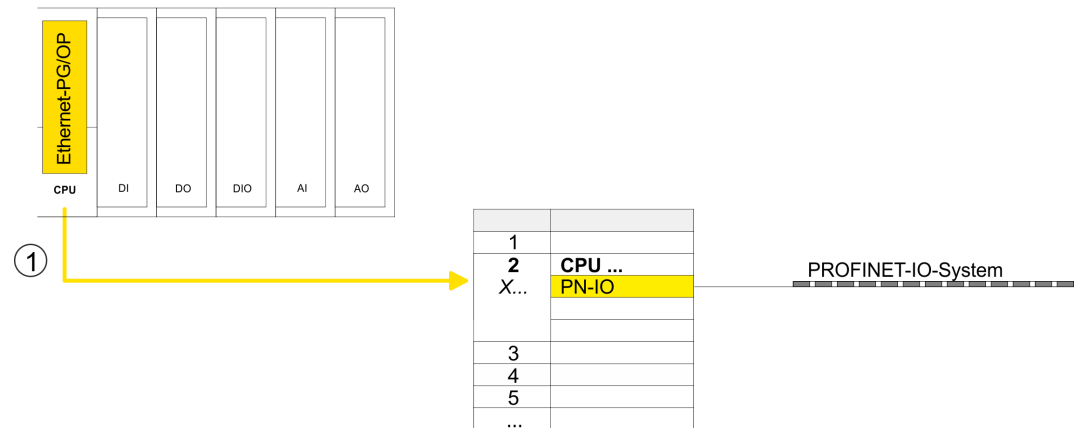 Ethernet-PG/OP
CPU DI DO DIO AI AO
1
1
2 CPU ...
X... PN-IO
PROFINET-IO-System
3
4
5
...